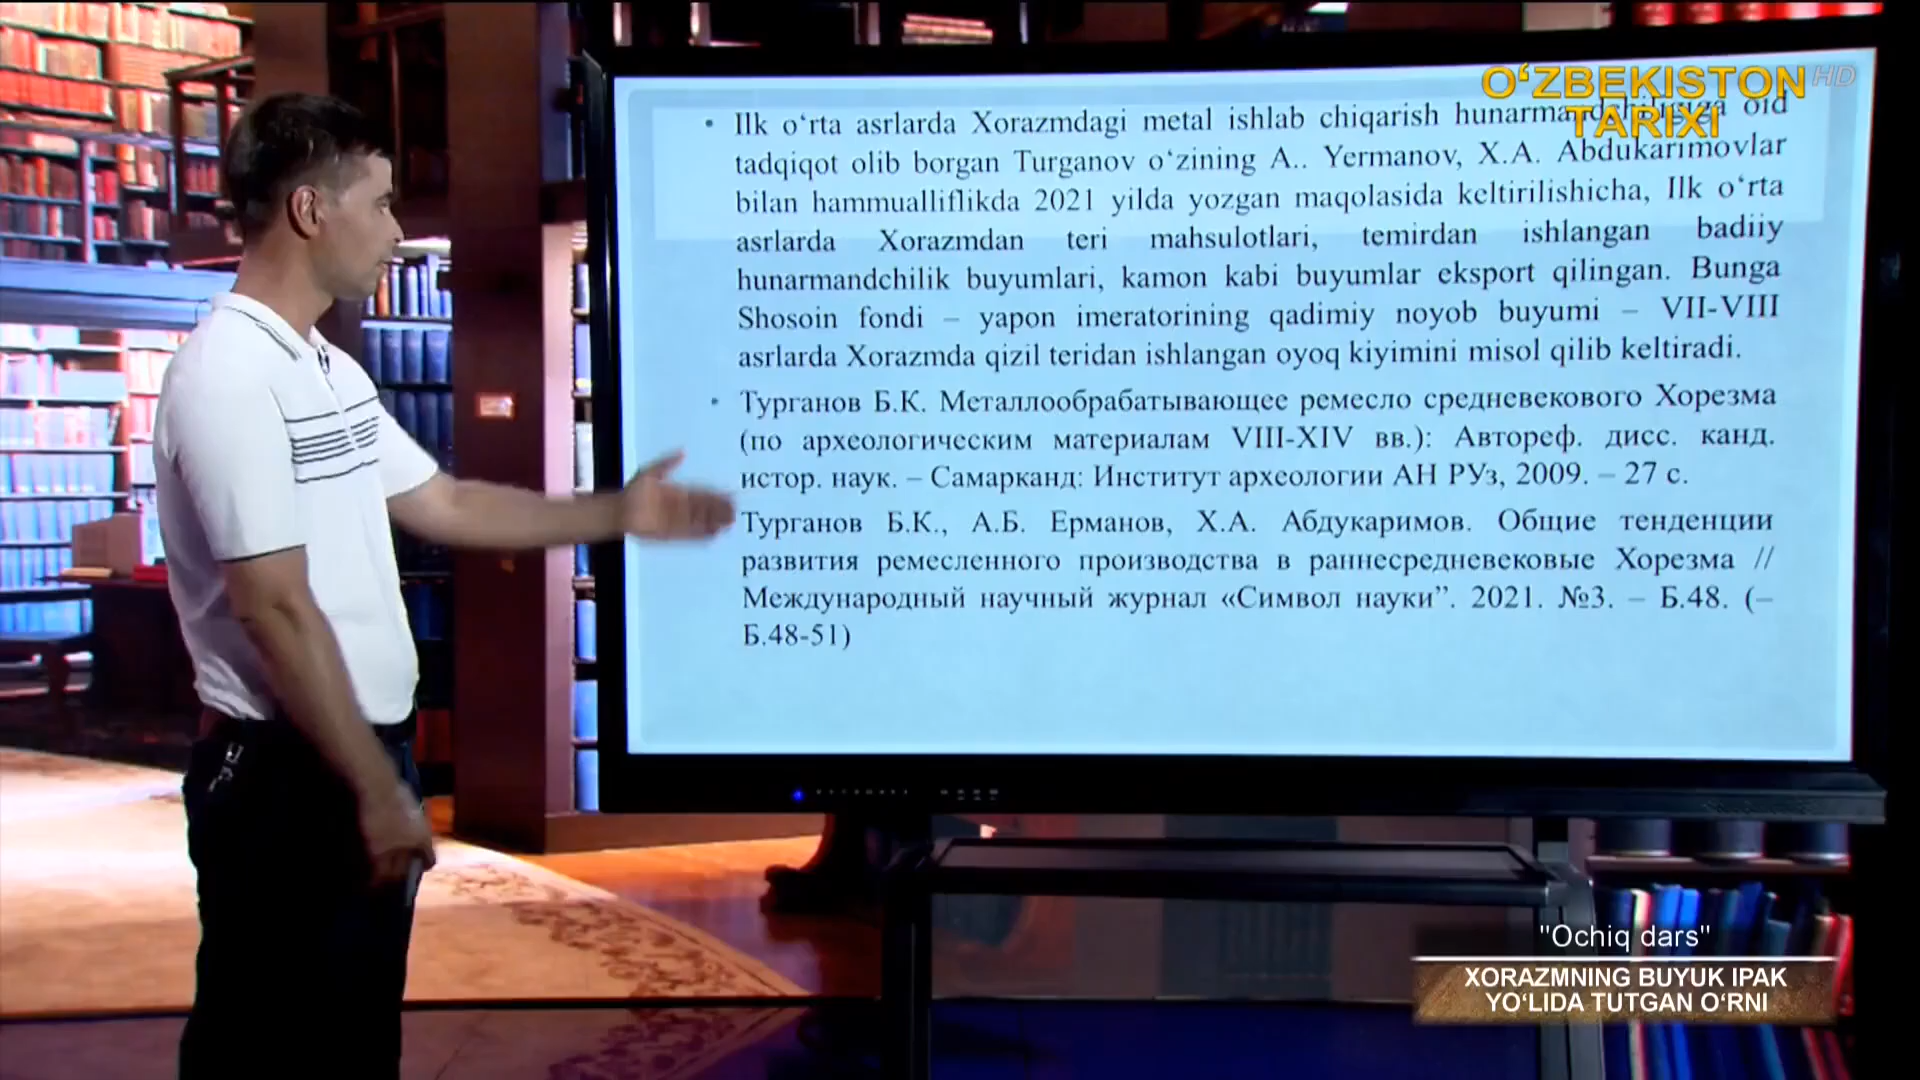 O‘ZBEKISTON HD
TARIXI
• Ilk o‘rta asrlarda Xorazmdagi metal ishlab chiqarish hunarmandchiligiga oid
tadqiqot olib borgan Turganov o‘zining A.. Yermanov, X.A. Abdukarimovlar
bilan hammualliflikda 2021 yilda yozgan maqolasida keltirilishicha, Ilk o‘rta
asrlarda Xorazmdan teri mahsulotlari, temirdan ishlangan badiiy
hunarmandchilik buyumlari, kamon kabi buyumlar eksport qilingan. Bunga
Shosoin fondi – yapon imeratorining qadimiy noyob buyumi – VII-VIII
asrlarda Xorazmda qizil teridan ishlangan oyoq kiyimini misol qilib keltiradi.
• Турганов Б.К. Металлообрабатывающее ремесло средневекового Хорезма
(по археологическим материалам VIII-XIV вв.): Автореф. дисс. канд.
истор. наук. – Самарканд: Институт археологии АН РУз, 2009. – 27 с.
Турганов Б.К., А.Б. Ерманов, Х.А. Абдукаримов. Общие тенденции
развития ремесленного производства в раннесредневековые Хорезма //
Международный научный журнал «Символ науки”. 2021. №3. – Б.48. (–
Б.48-51)
"Ochiq dars"
XORAZMNING BUYUK IPAK
YO‘LIDA TUTGAN O‘RNI